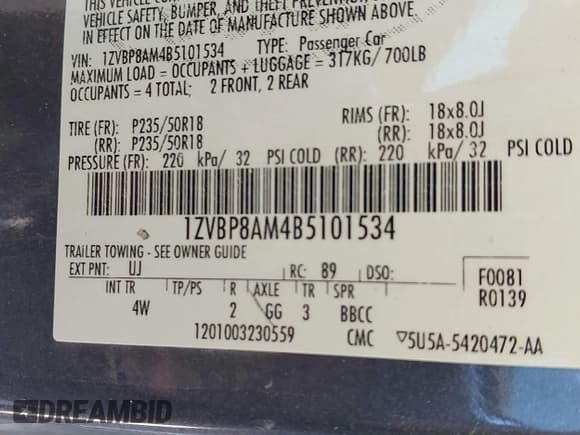 THIS VEHICLE CONFORMS
VEHICLE SAFETY, BUMPER, AND THEFT PREVENTION
IN EFFECT ON THE DATE OF MANUFACTURE SHOWN ABOVE.
VIN: 1ZVBP8AM4B5101534 TYPE: Passenger Car
MAXIMUM LOAD = OCCUPANTS + LUGGAGE = 317KG/ 700LB
OCCUPANTS = 4 TOTAL; 2 FRONT, 2 REAR
TIRE (FR): P235/50R18 RIMS (FR): 18x8.0J
(RR): P235/50R18 (RR): 18x8.0J
PRESSURE (FR): 220 kPa/ 32 PSI COLD (RR): 220 kPa/ 32 PSI COLD
1ZVBP8AM4B5101534
TRAILER TOWING - SEE OWNER GUIDE
EXT PNT: UJ RC: 89 DSO: F0081
INT TR TP/PS R AXLE TR SPR R0139
4W 2 GG 3 BBCC
1201003230559 CMC ▽5U5A-5420472-AA
DREAMBID